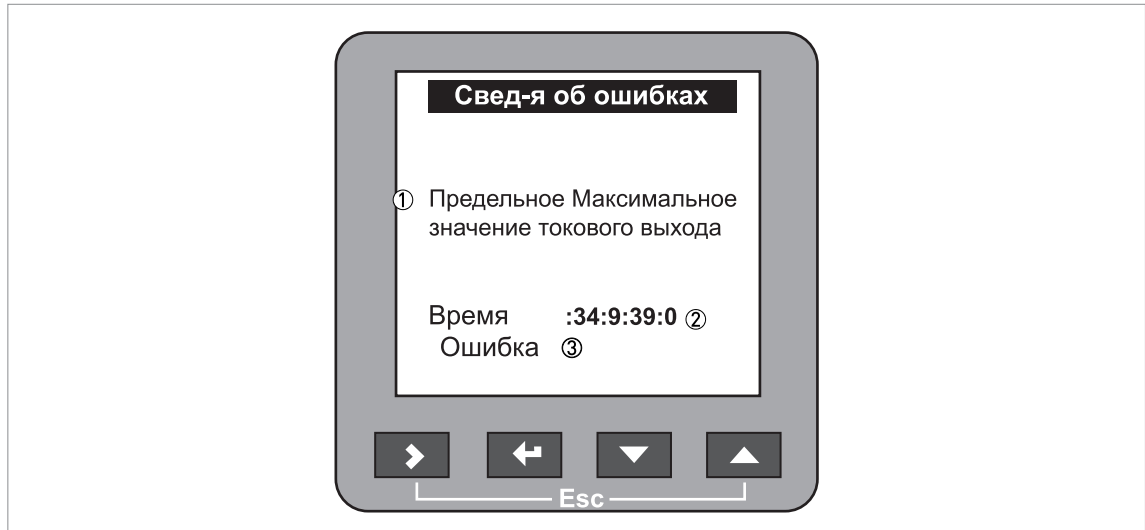 Свед-я об ошибках
① Предельное Максимальное
значение токового выхода
Время :34:9:39:0 ②
Ошибка ③
Esc